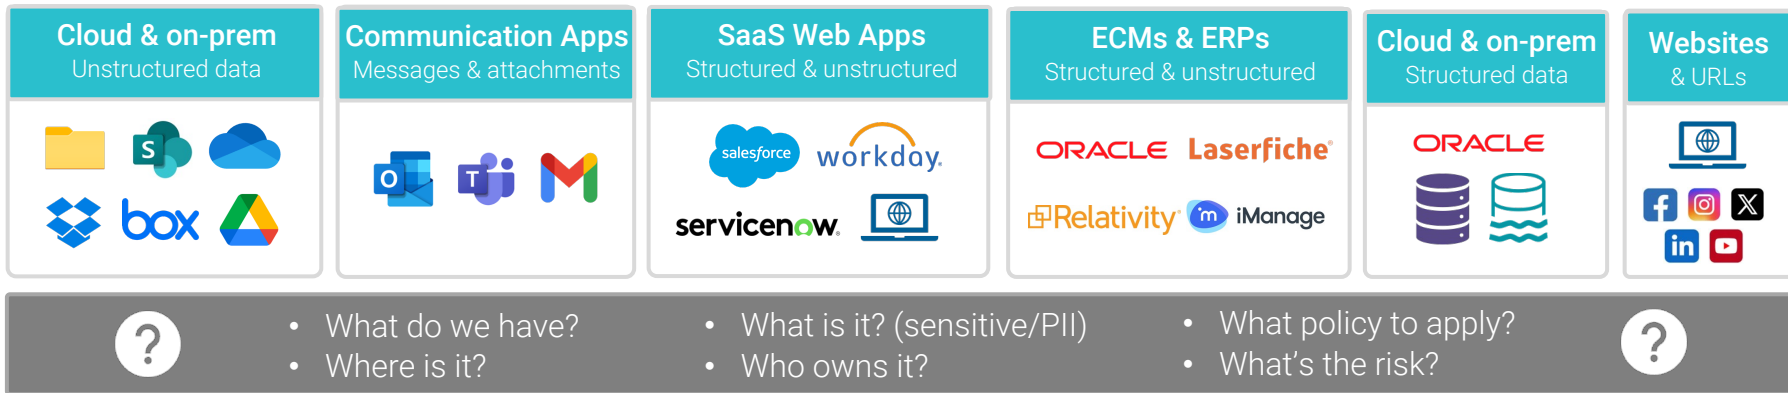 Cloud & on-prem
Unstructured data
Communication Apps
Messages & attachments
SaaS Web Apps
Structured & unstructured
ECMs & ERPs
Structured & unstructured
Cloud & on-prem
Structured data
Websites
& URLs
S
box
O
T
salesforce
workday.
servicenow.
ORACLE
Laserfiche®
Relativity
m
iManage
ORACLE
f
X
in
?
• What do we have?
• Where is it?
• What is it? (sensitive/PII)
• Who owns it?
• What policy to apply?
• What's the risk?
?